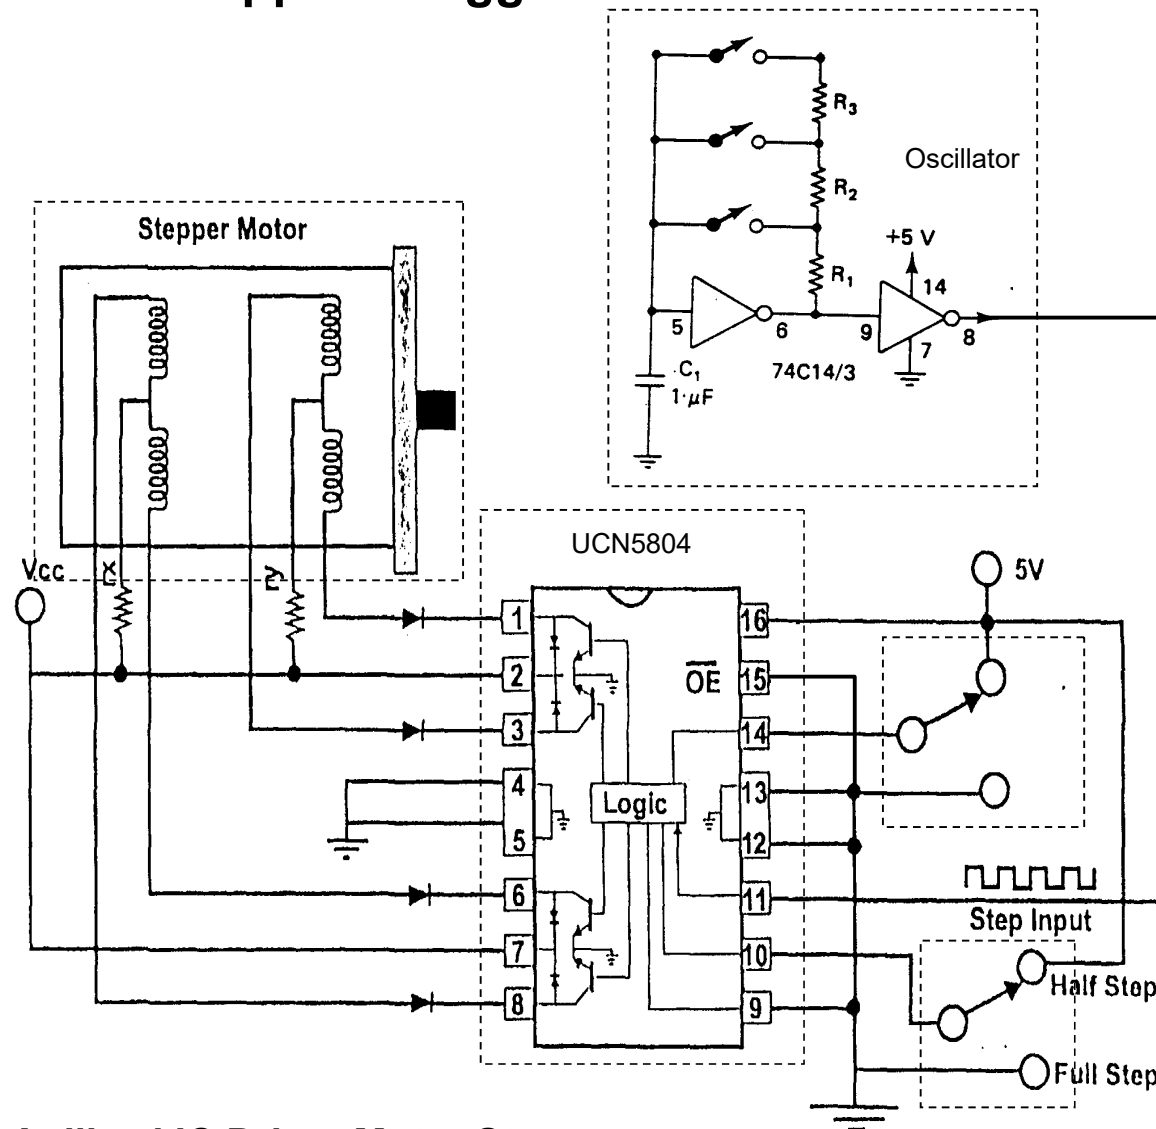 R₃
R₂
Oscillator
Stepper Motor
+5 V
R₁
14
5
6
9
8
7
C₁
1·µF
74C14/3
UCN5804
Vcc
rx
ry
5V
1
16
2
OE
15
3
14
4
13
Logic
5
12
6
11
Step Input
7
10
Half Step
8
9
Full Step